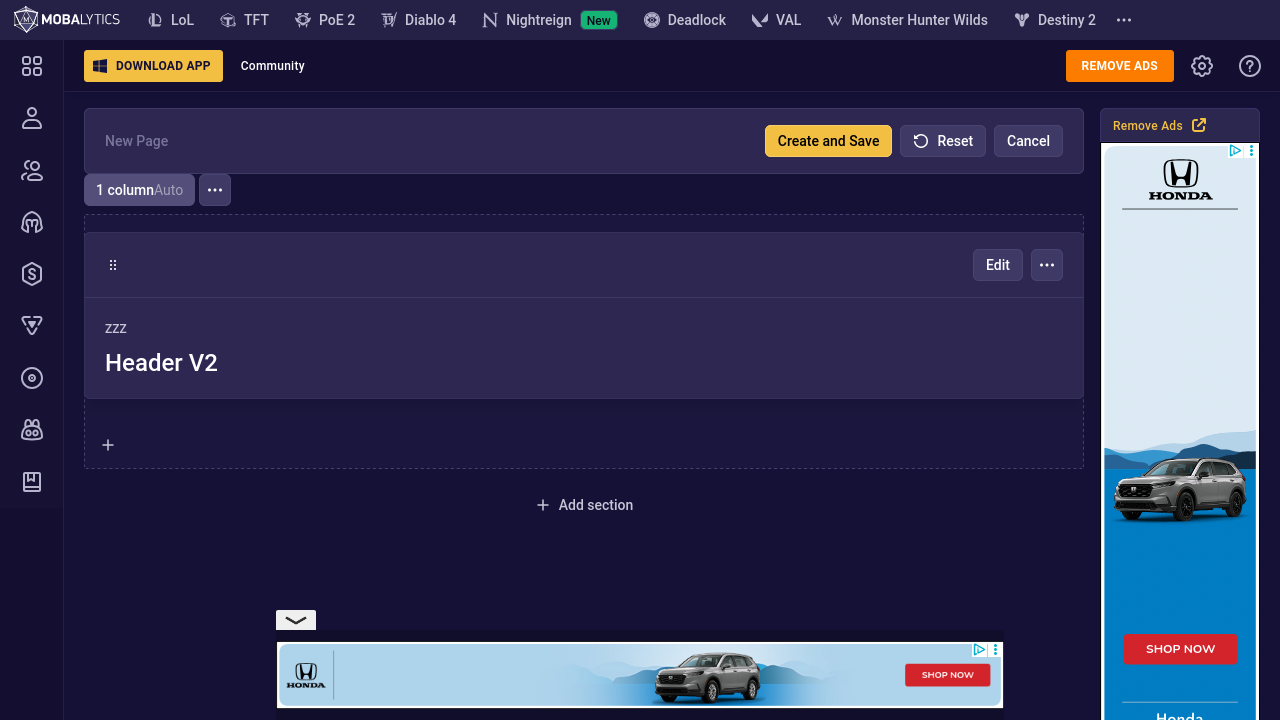 MOBALYTICS
LoL
TFT
PoE 2
Diablo 4
Nightreign New
Deadlock
VAL
Monster Hunter Wilds
Destiny 2
DOWNLOAD APP
Community
REMOVE ADS
New Page
Create and Save
Reset
Cancel
Remove Ads
1 columnAuto
HONDA
Edit
zzz
Header V2
Add section
SHOP NOW
HONDA
SHOP NOW
Honda